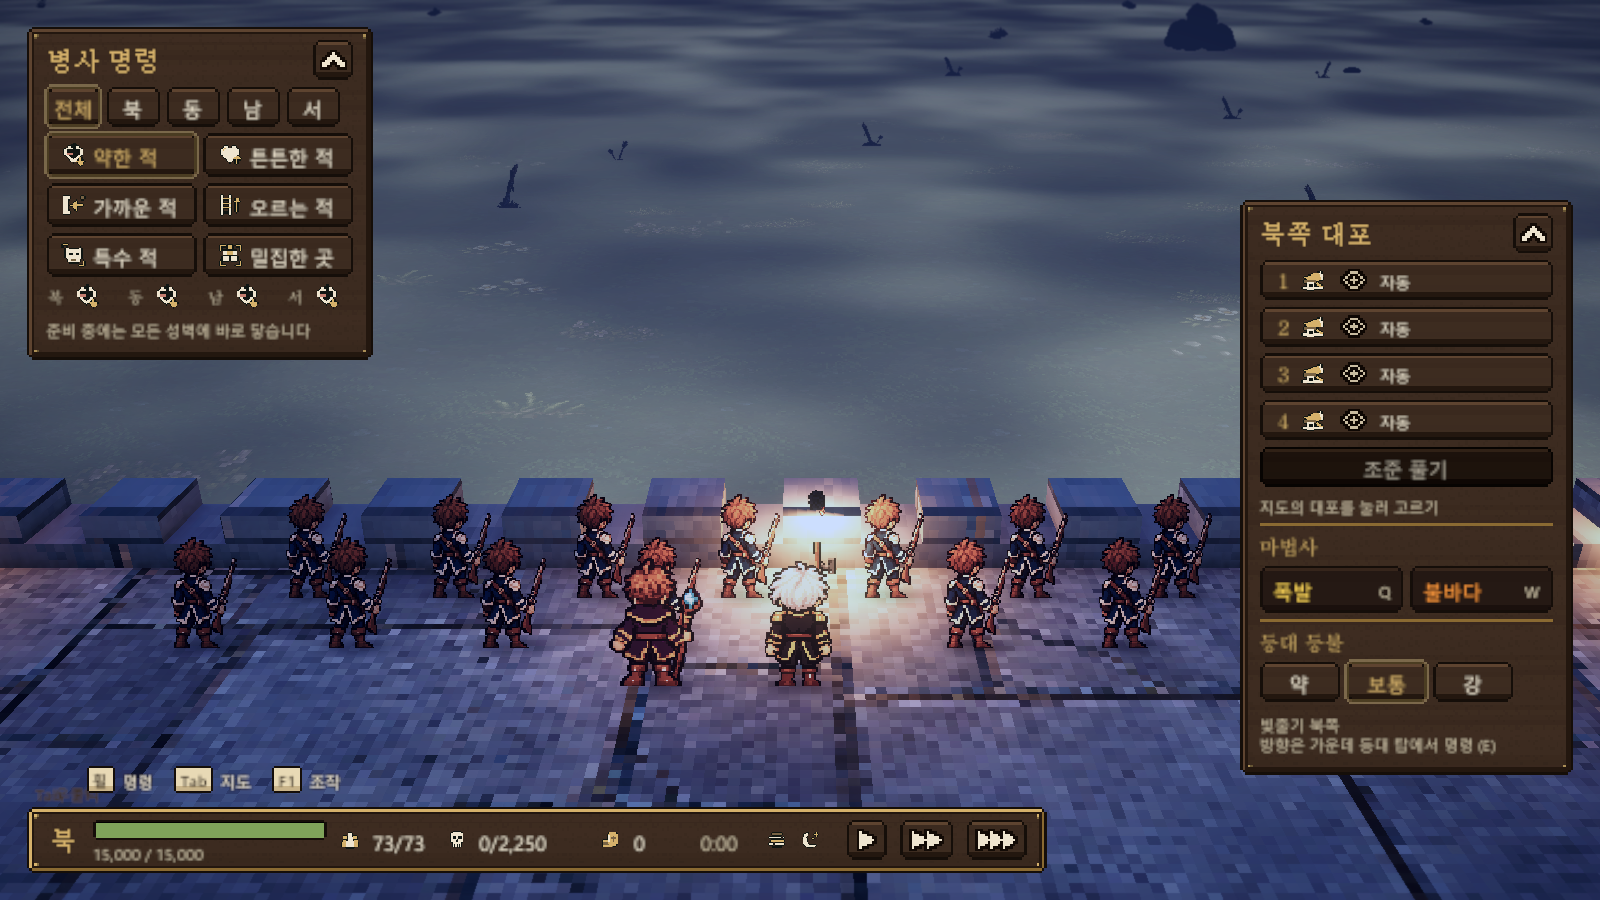 병사 명령
전체 북 동 남 서
약한 적 튼튼한 적
가까운 적 오르는 적
특수 적 밀집한 곳
북 동 남 서
준비 중에는 모든 성벽에 바로 닿습니다
북쪽 대포
1 자동
2 자동
3 자동
4 자동
조준 풀기
지도의 대포를 눌러 고르기
마법사
폭발 Q 불바다 W
등대 등불
약 보통 강
빛줄기 북쪽
방향은 가운데 등대 탑에서 명령 (E)
휠 명령 Tab 지도 F1 조작
북 15,000 / 15,000 73/73 0/2,250 0 0:00